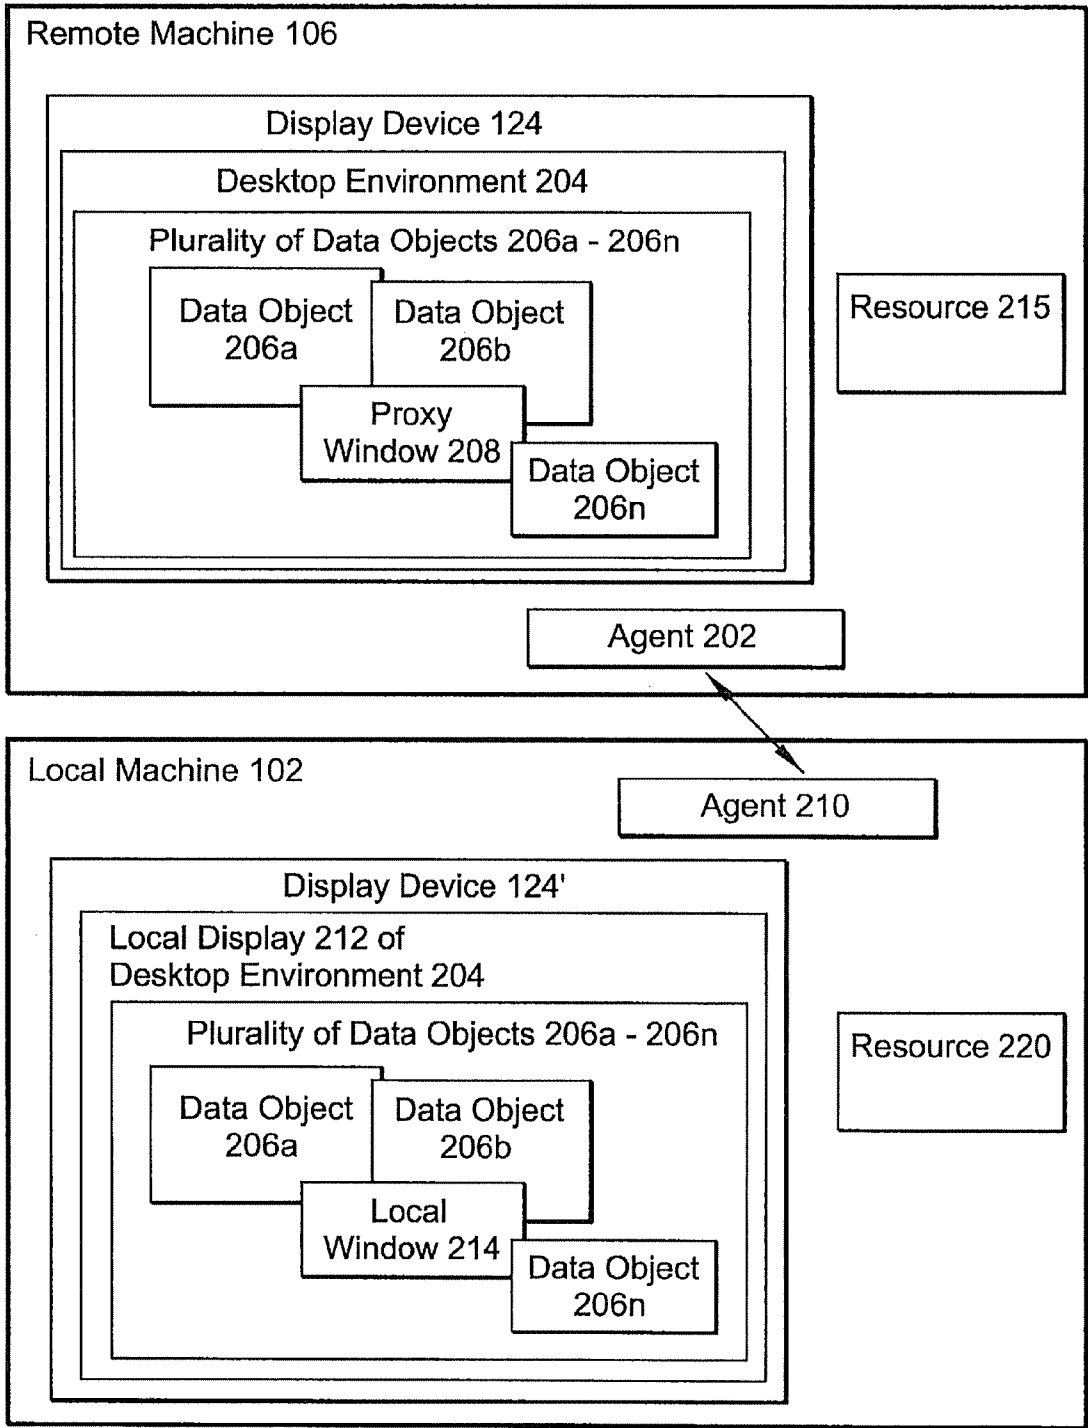 Remote Machine 106
Display Device 124
Desktop Environment 204
Plurality of Data Objects 206a - 206n
Data Object
206a
Data Object
206b
Proxy
Window 208
Data Object
206n
Resource 215
Agent 202
Local Machine 102
Agent 210
Display Device 124'
Local Display 212 of
Desktop Environment 204
Plurality of Data Objects 206a - 206n
Data Object
206a
Data Object
206b
Local
Window 214
Data Object
206n
Resource 220